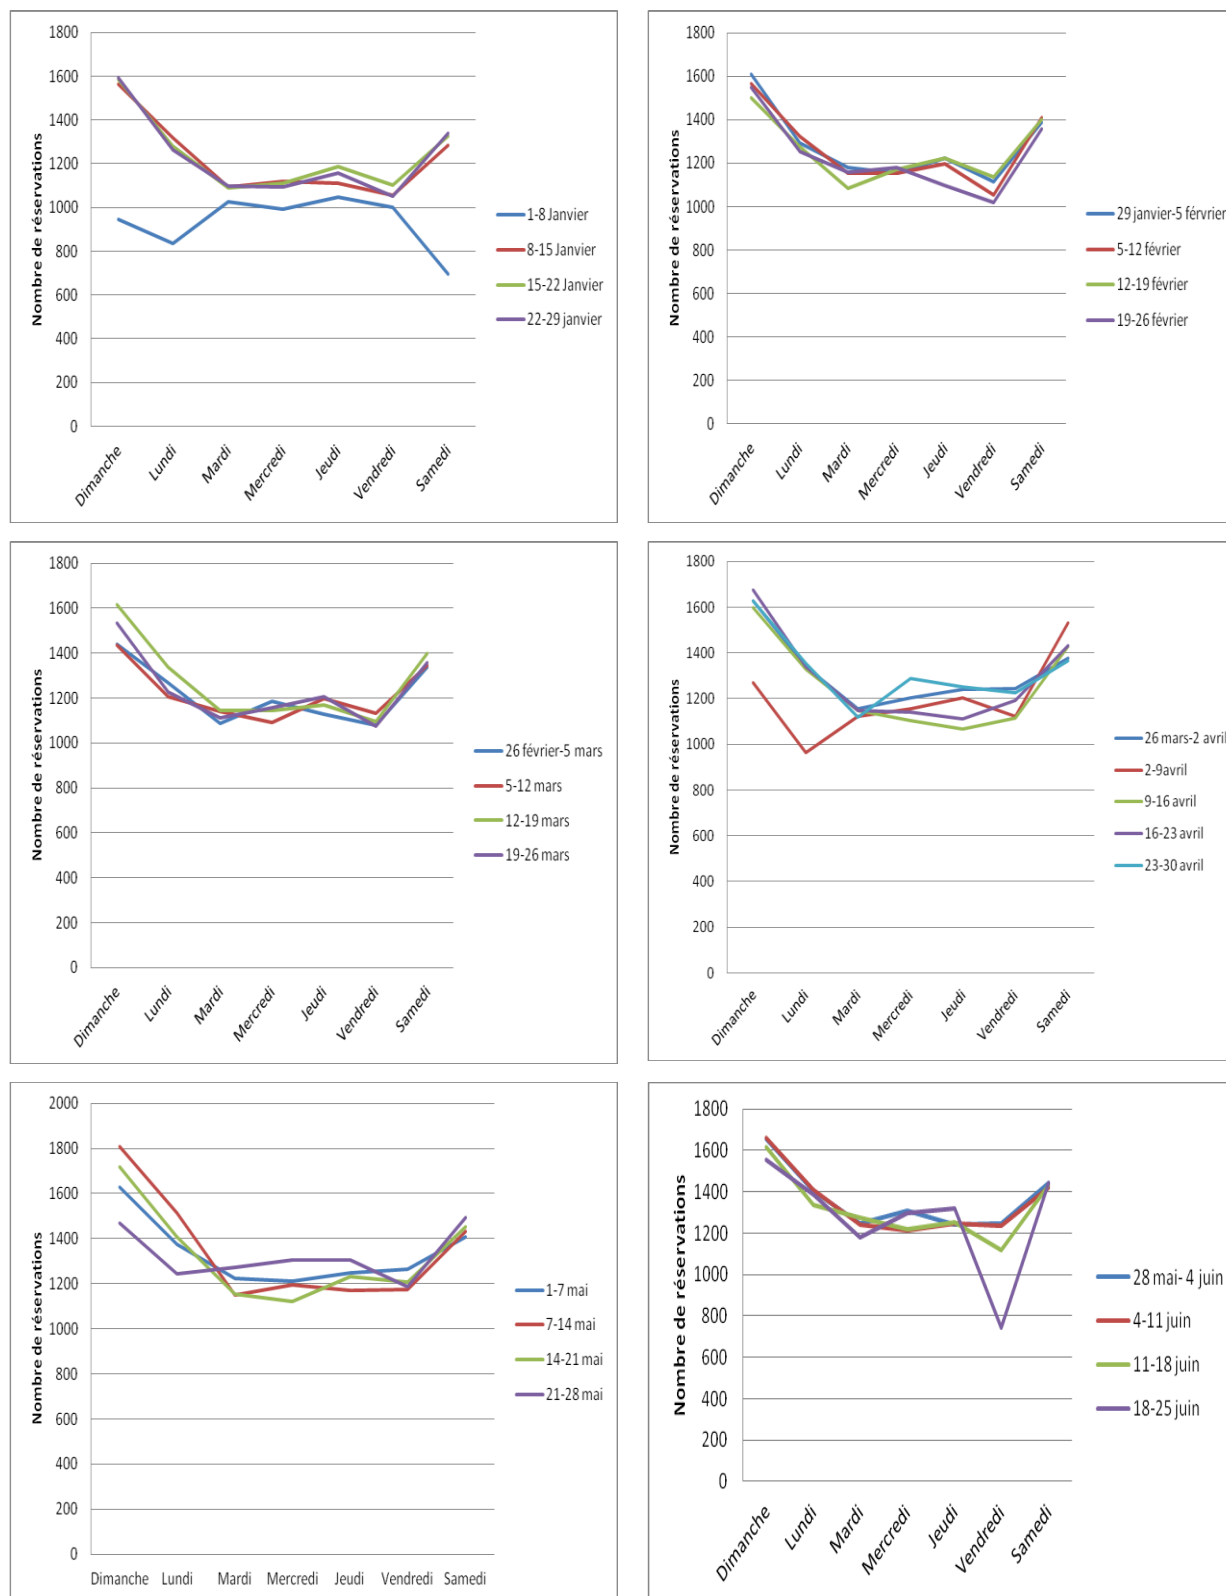 1800
1600
1400
1200
1000
800
600
400
200
0
Nombre de réservations
Dimanche
Lundi
Mardi
Mercredi
Jeudi
Vendredi
Samedi
1-8 Janvier
8-15 Janvier
15-22 Janvier
22-29 janvier
1800
1600
1400
1200
1000
800
600
400
200
0
Nombre de réservations
Dimanche
Lundi
Mardi
Mercredi
Jeudi
Vendredi
Samedi
29 janvier-5 février
5-12 février
12-19 février
19-26 février
1800
1600
1400
1200
1000
800
600
400
200
0
Nombre de réservations
Dimanche
Lundi
Mardi
Mercredi
Jeudi
Vendredi
Samedi
26 février-5 mars
5-12 mars
12-19 mars
19-26 mars
1800
1600
1400
1200
1000
800
600
400
200
0
Nombre de réservations
Dimanche
Lundi
Mardi
Mercredi
Jeudi
Vendredi
Samedi
26 mars-2 avril
2-9avril
9-16 avril
16-23 avril
23-30 avril
2000
1800
1600
1400
1200
1000
800
600
400
200
0
Nombre de réservations
Dimanche Lundi Mardi Mercredi Jeudi Vendredi Samedi
1-7 mai
7-14 mai
14-21 mai
21-28 mai
1800
1600
1400
1200
1000
800
600
400
200
0
Nombre de réservations
Dimanche
Lundi
Mardi
Mercredi
Jeudi
Vendredi
Samedi
28 mai- 4 juin
4-11 juin
11-18 juin
18-25 juin